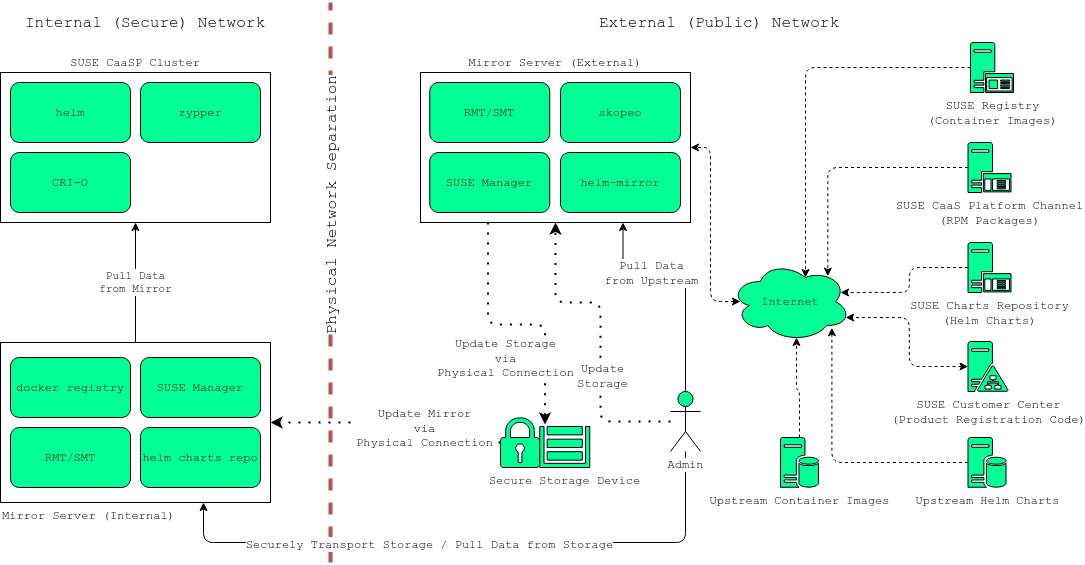 Internal (Secure) Network
External (Public) Network
SUSE CaaSP Cluster
helm
zypper
CRI-O
Pull Data
from Mirror
docker registry
SUSE Manager
RMT/SMT
helm charts repo
Mirror Server (Internal)
Physical Network Separation
Mirror Server (External)
RMT/SMT
skopeo
SUSE Manager
helm-mirror
Pull Data
from Upstream
Update Storage
via
Physical Connection
Update
Storage
Update Mirror
via
Physical Connection
Secure Storage Device
Admin
Securely Transport Storage / Pull Data from Storage
Internet
SUSE Registry
(Container Images)
SUSE CaaS Platform Channel
(RPM Packages)
SUSE Charts Repository
(Helm Charts)
SUSE Customer Center
(Product Registration Code)
Upstream Container Images
Upstream Helm Charts